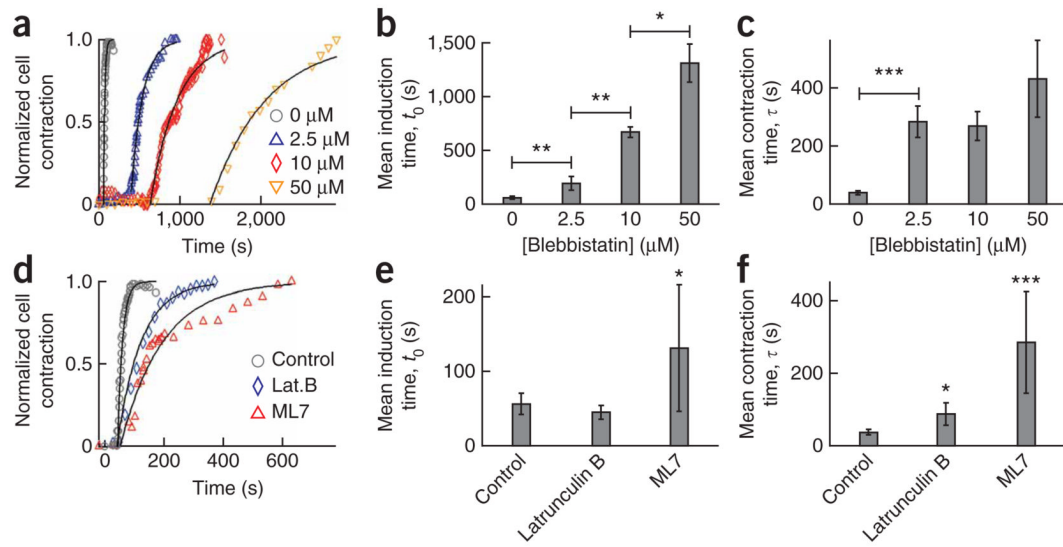 a
Normalized cell
contraction
1.0
0.5
0
0
1,000
2,000
Time (s)
0 μM
2.5 μM
10 μM
50 μM
b
Mean induction
time, t0 (s)
1,500
1,000
500
0
**
**
*
0 2.5 10 50
[Blebbistatin] (μM)
c
Mean contraction
time, τ (s)
400
200
0
***
0 2.5 10 50
[Blebbistatin] (μM)
d
Normalized cell
contraction
1.0
0.5
0
0 200 400 600
Time (s)
Control
Lat.B
ML7
e
Mean induction
time, t0 (s)
200
100
0
*
Control
Latrunculin B
ML7
f
Mean contraction
time, τ (s)
400
200
0
*
***
Control
Latrunculin B
ML7